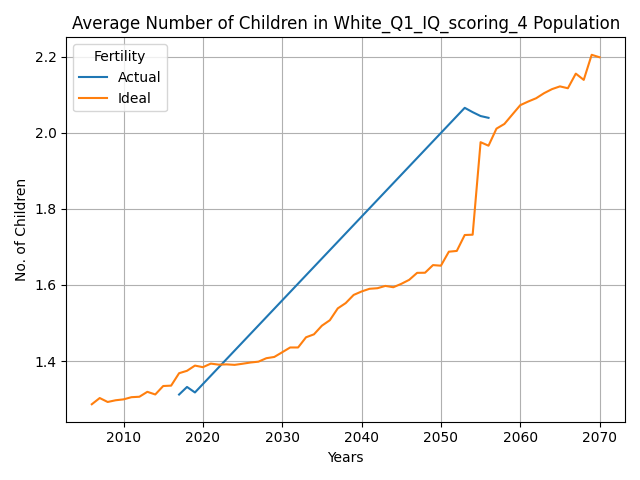 Average Number of Children in White_Q1_IQ_scoring_4 Population
Fertility
Actual
Ideal
No. of Children
2.2
2.0
1.8
1.6
1.4
2010 2020 2030 2040 2050 2060 2070
Years